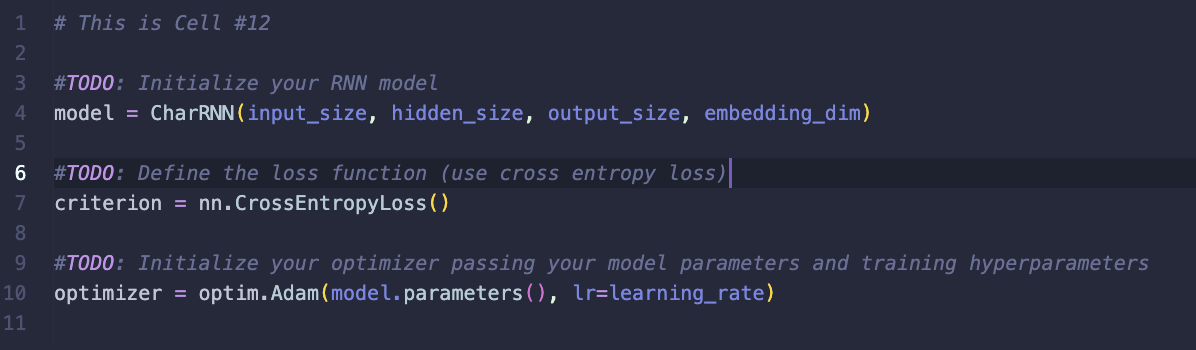 1 # This is Cell #12
2
3 #TODO: Initialize your RNN model
4 model = CharRNN(input_size, hidden_size, output_size, embedding_dim)
5
6 #TODO: Define the loss function (use cross entropy loss)
7 criterion = nn.CrossEntropyLoss()
8
9 #TODO: Initialize your optimizer passing your model parameters and training hyperparameters
10 optimizer = optim.Adam(model.parameters(), lr=learning_rate)
11